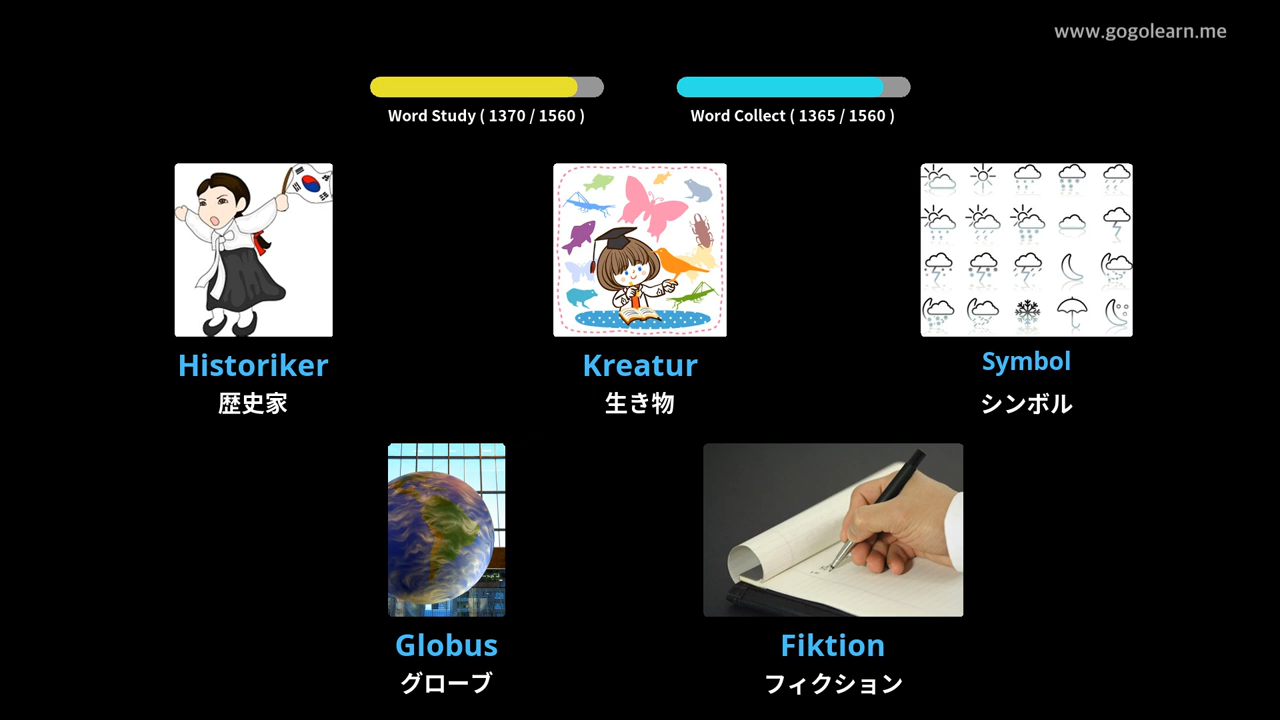 www.gogolearn.me
Word Study ( 1370 / 1560 )
Word Collect ( 1365 / 1560 )
Historiker
歴史家
Kreatur
生き物
Symbol
シンボル
Globus
グローブ
Fiktion
フィクション